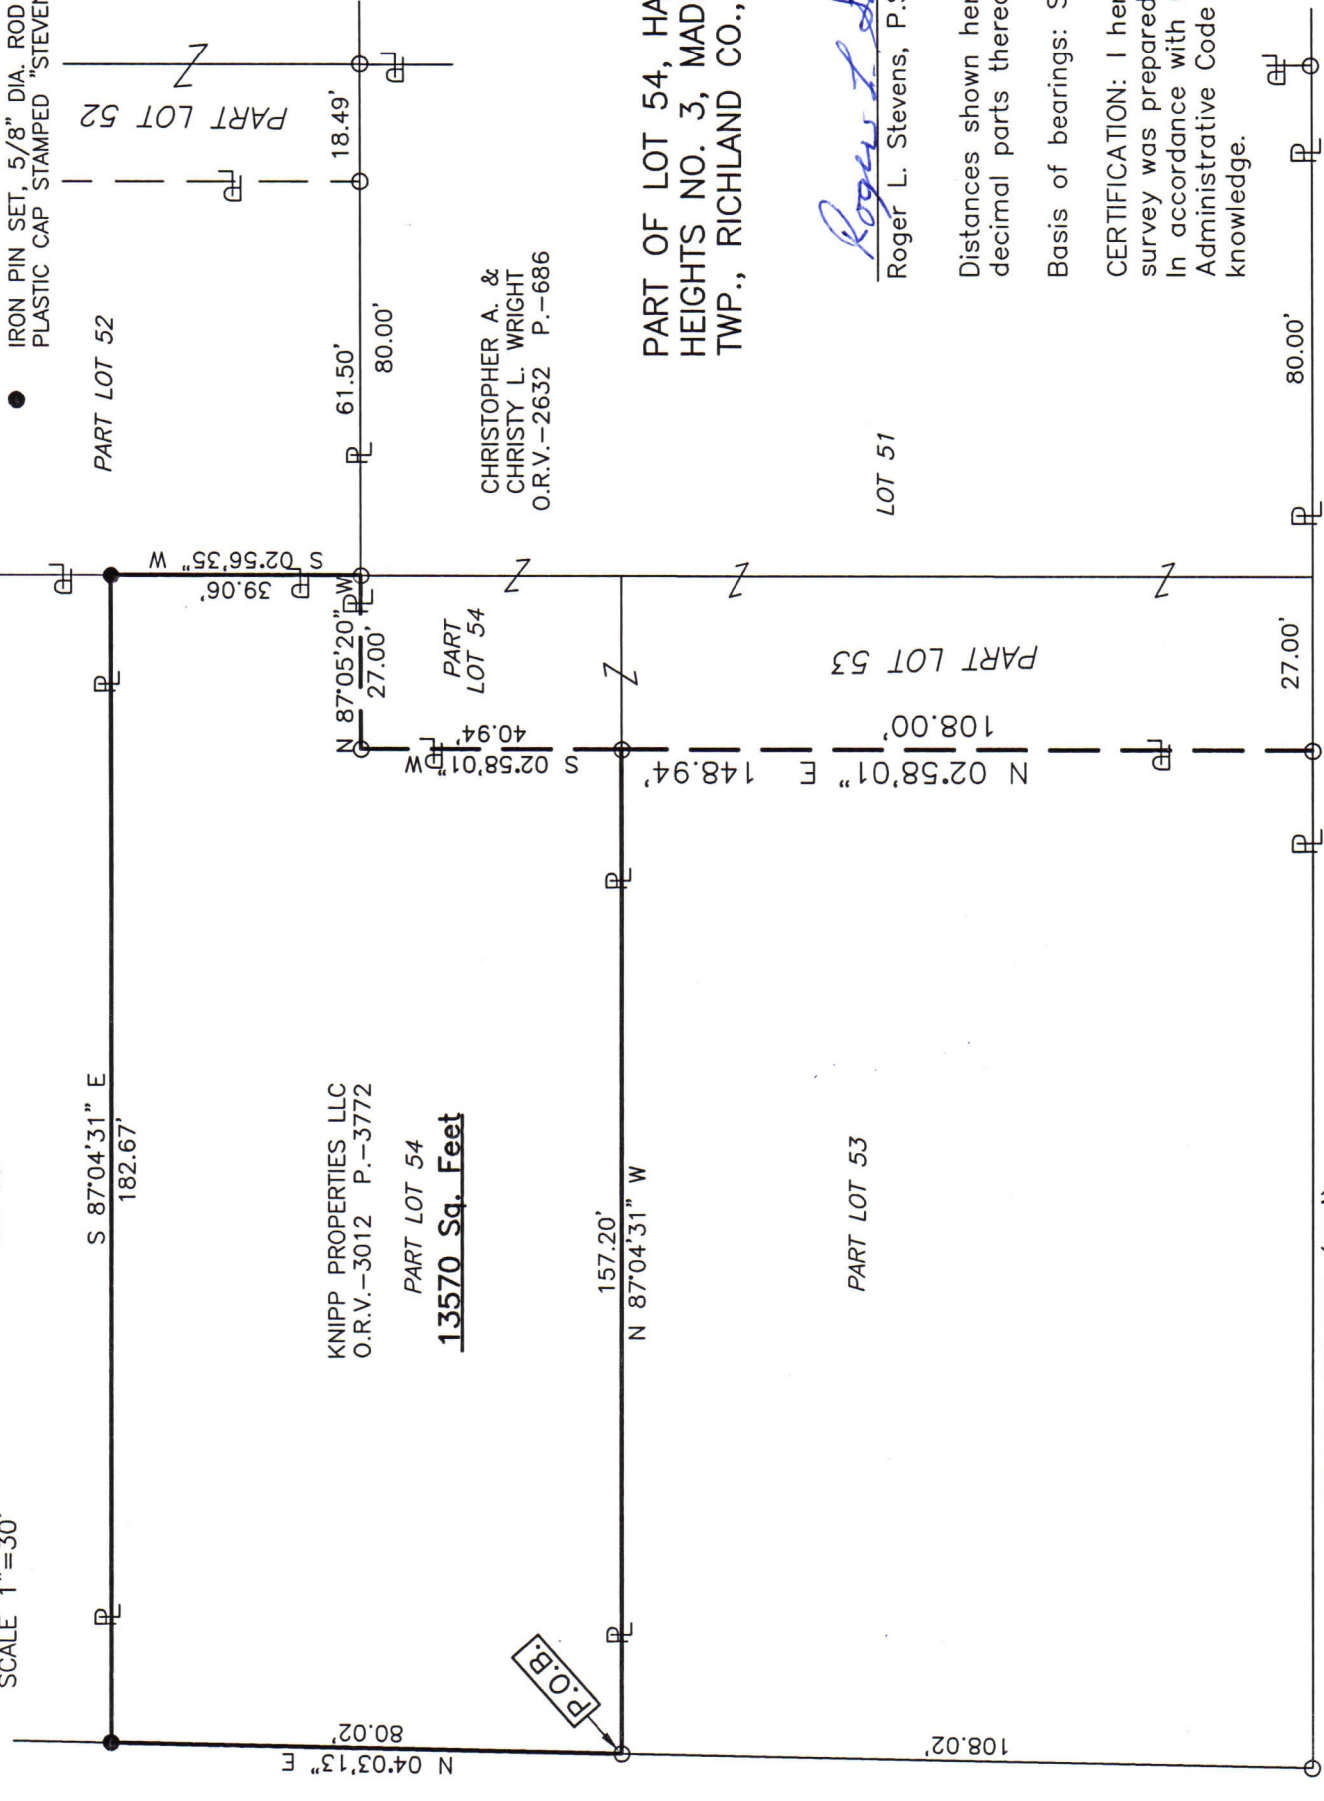 SCALE 1"=30'
IRON PIN SET, 5/8" DIA. ROD
PLASTIC CAP STAMPED "STEVEN
PART LOT 52
PART LOT 52
18.49'
61.50'
80.00'
S 87°04'31" E
182.67'
S 02°56'35" W
39.06'
N 87°05'20" W
27.00'
CHRISTOPHER A. &
CHRISTY L. WRIGHT
O.R.V.-2632 P.-686
PART
LOT 54
S 02°58'01" W
40.94'
KNIPP PROPERTIES LLC
O.R.V.-3012 P.-3772
PART LOT 54
13570 Sq. Feet
N 04°03'13" E
80.02'
P.O.B.
157.20'
N 87°04'31" W
N 02°58'01" E 148.94'
108.00'
PART LOT 53
PART LOT 53
LOT 51
108.02'
27.00'
80.00'
PART OF LOT 54, HA
HEIGHTS NO. 3, MAD
TWP., RICHLAND CO.,
Roger L.
Roger L. Stevens, P.S
Distances shown her
decimal parts therec
Basis of bearings: S
CERTIFICATION: I her
survey was prepared
In accordance with
Administrative Code
knowledge.